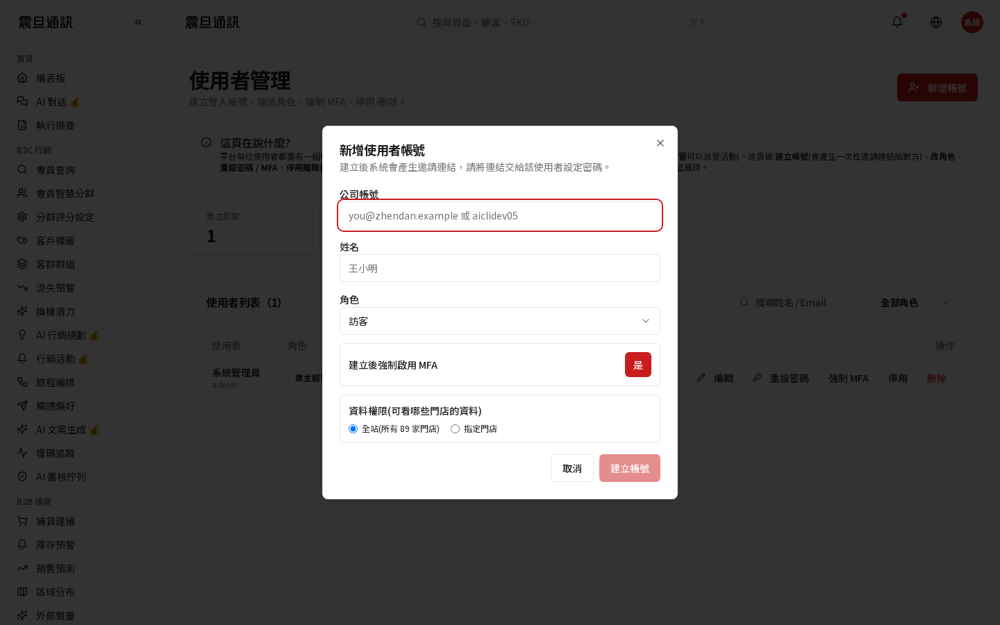 震旦通訊
震旦通訊
搜尋頁面、顧客、SKU…
⌘ K
系統
首頁
儀表板
AI 對話 💰
執行摘要
B2C 行銷
會員查詢
會員智慧分群
分群評分設定
客戶標籤
客群群組
流失預警
換機潛力
AI 行銷規劃 💰
行銷活動 💰
旅程編排
觸達偏好
AI 文案生成 💰
埋碼追蹤
AI 審核佇列
B2B 補貨
補貨建議
庫存預警
銷售預測
區域分布
外部聲量
使用者管理
建立登入帳號、指派角色、強制 MFA、停用/刪除。
新增帳號
這頁在說什麼?
平台每位使用者都要有一組
管可以派發活動)。這頁做:建立帳號(會產生一次性邀請連結給對方)、改角色、
重設密碼 / MFA、停用離職
風險。
業主超管
1
使用者列表（1）
搜尋姓名 / Email
全部角色
使用者
角色
操作
系統管理員
admin
業主超
編輯
重設密碼
強制 MFA
停用
刪除
新增使用者帳號
建立後系統會產生邀請連結，請將連結交給該使用者設定密碼。
公司帳號
you@zhendan.example 或 aiclidev05
姓名
王小明
角色
訪客
建立後強制啟用 MFA
是
資料權限(可看哪些門店的資料)
全站(所有 89 家門店)
指定門店
取消
建立帳號